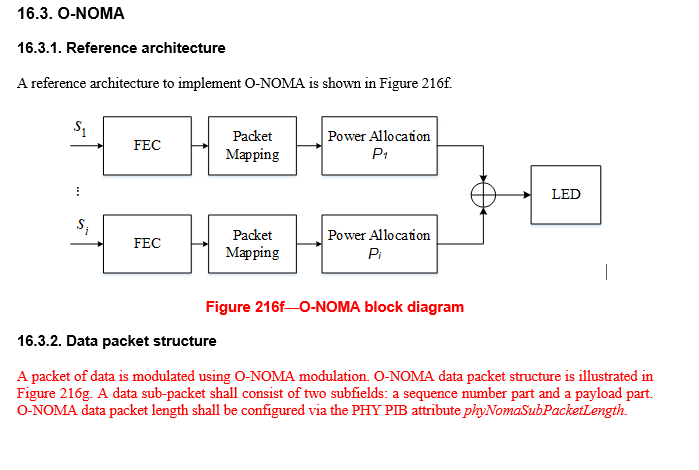 16.3. O-NOMA
16.3.1. Reference architecture
A reference architecture to implement O-NOMA is shown in Figure 216f.
S1
FEC
Packet
Mapping
Power Allocation
P1
LED
⋮
Si
FEC
Packet
Mapping
Power Allocation
Pi
Figure 216f—O-NOMA block diagram
16.3.2. Data packet structure
A packet of data is modulated using O-NOMA modulation. O-NOMA data packet structure is illustrated in
Figure 216g. A data sub-packet shall consist of two subfields: a sequence number part and a payload part.
O-NOMA data packet length shall be configured via the PHY PIB attribute phyNomaSubPacketLength.